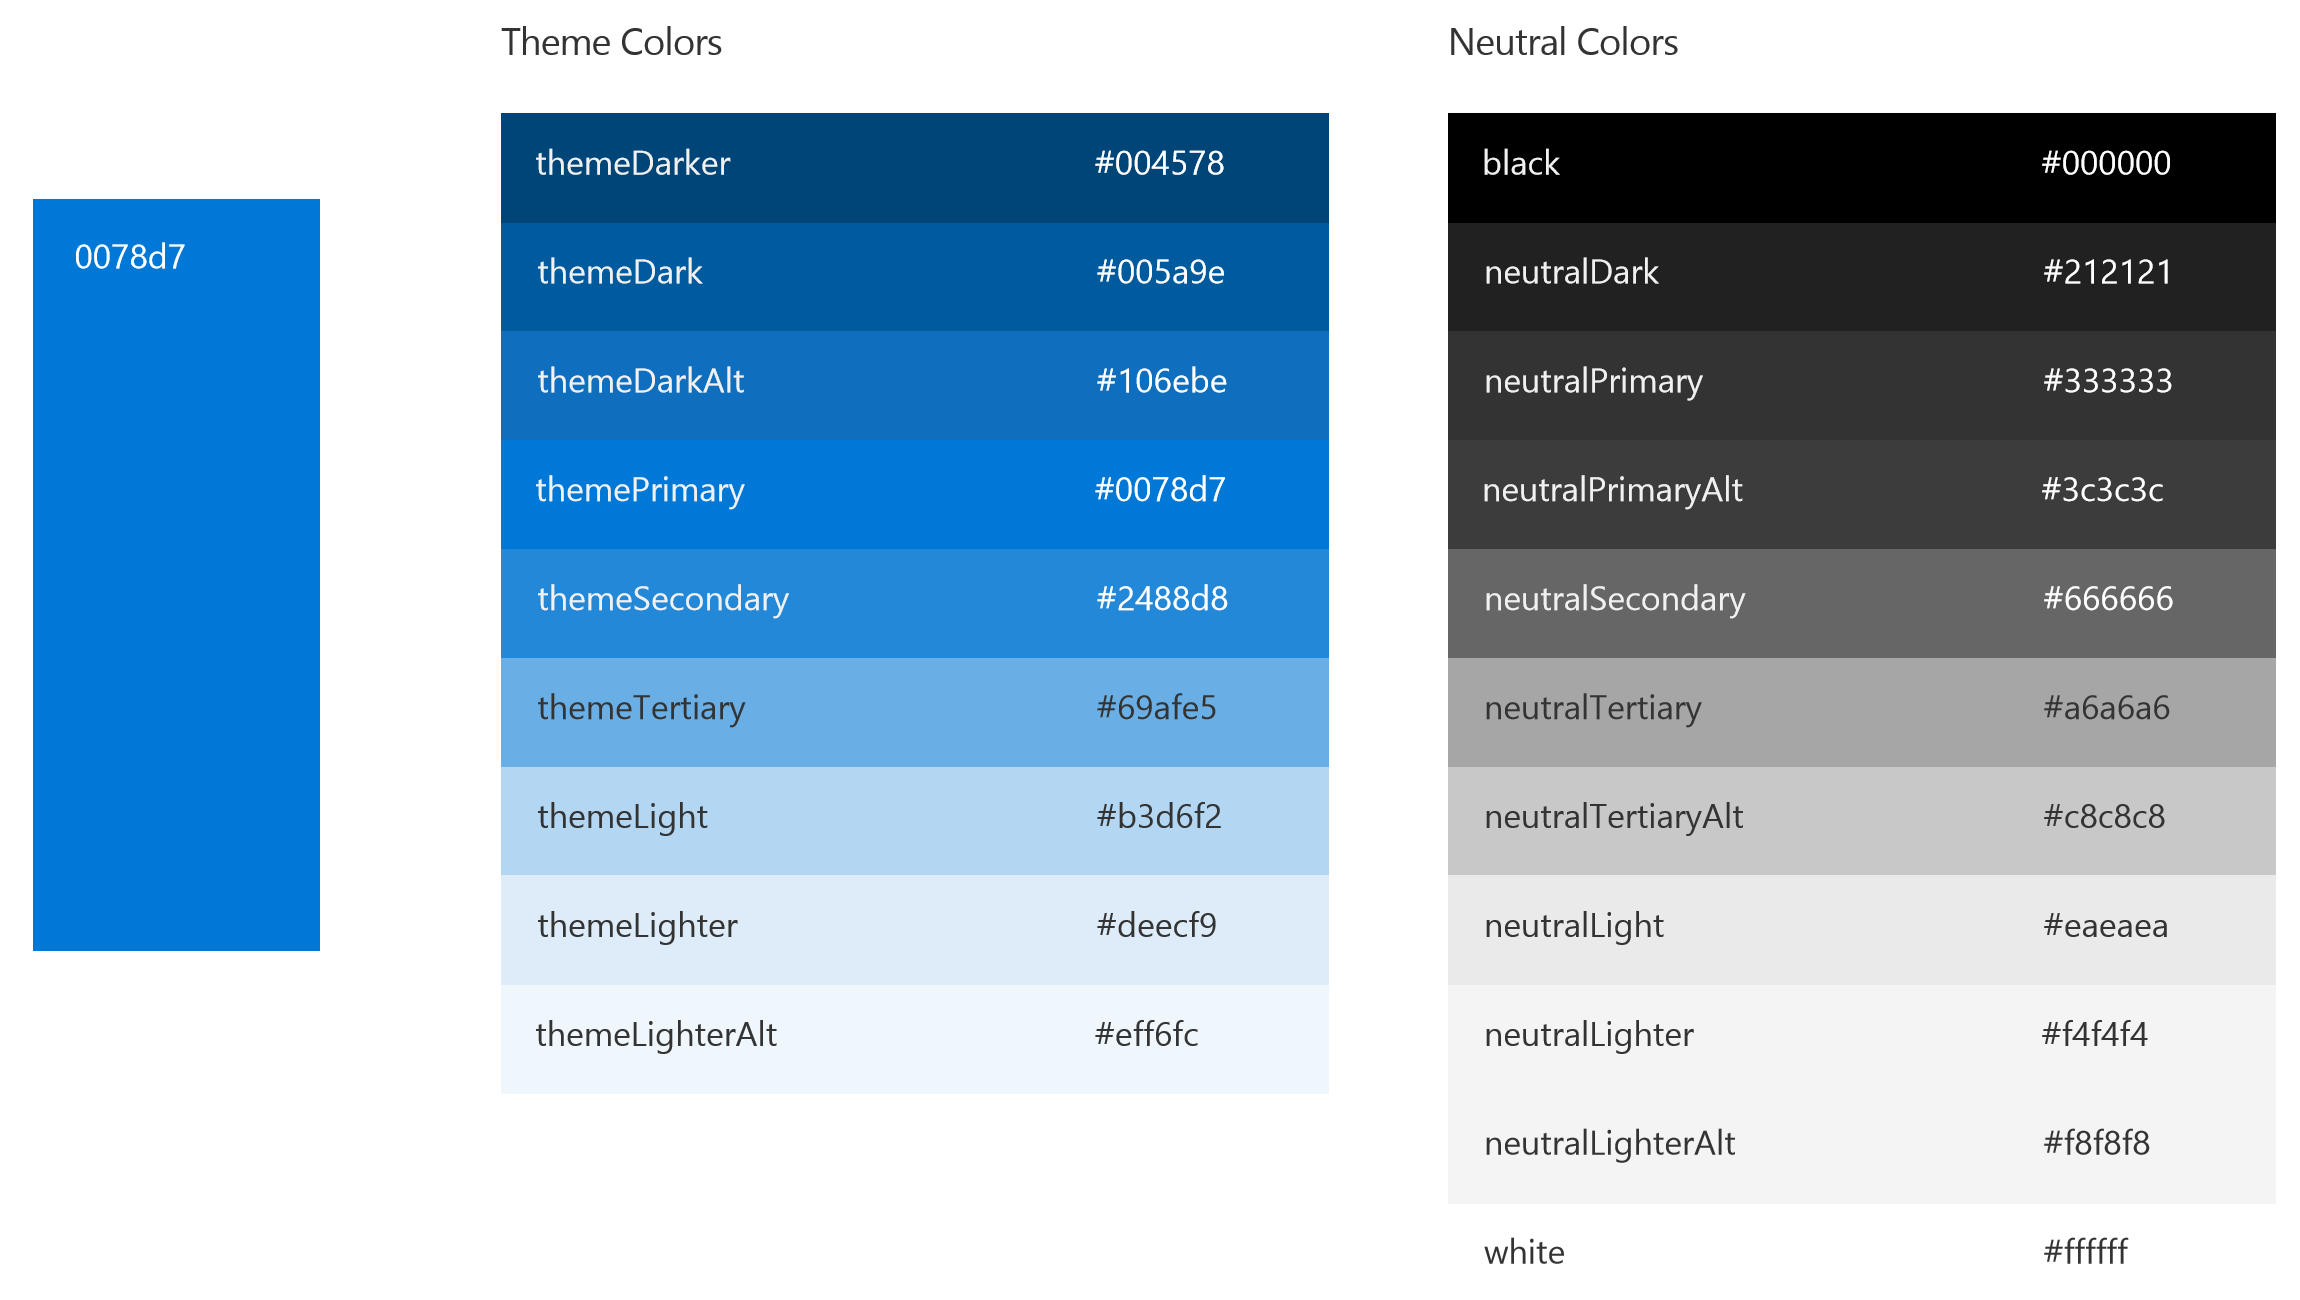 Theme Colors
Neutral Colors
0078d7
themeDarker #004578
themeDark #005a9e
themeDarkAlt #106ebe
themePrimary #0078d7
themeSecondary #2488d8
themeTertiary #69afe5
themeLight #b3d6f2
themeLighter #deecf9
themeLighterAlt #eff6fc
black #000000
neutralDark #212121
neutralPrimary #333333
neutralPrimaryAlt #3c3c3c
neutralSecondary #666666
neutralTertiary #a6a6a6
neutralTertiaryAlt #c8c8c8
neutralLight #eaeaea
neutralLighter #f4f4f4
neutralLighterAlt #f8f8f8
white #ffffff